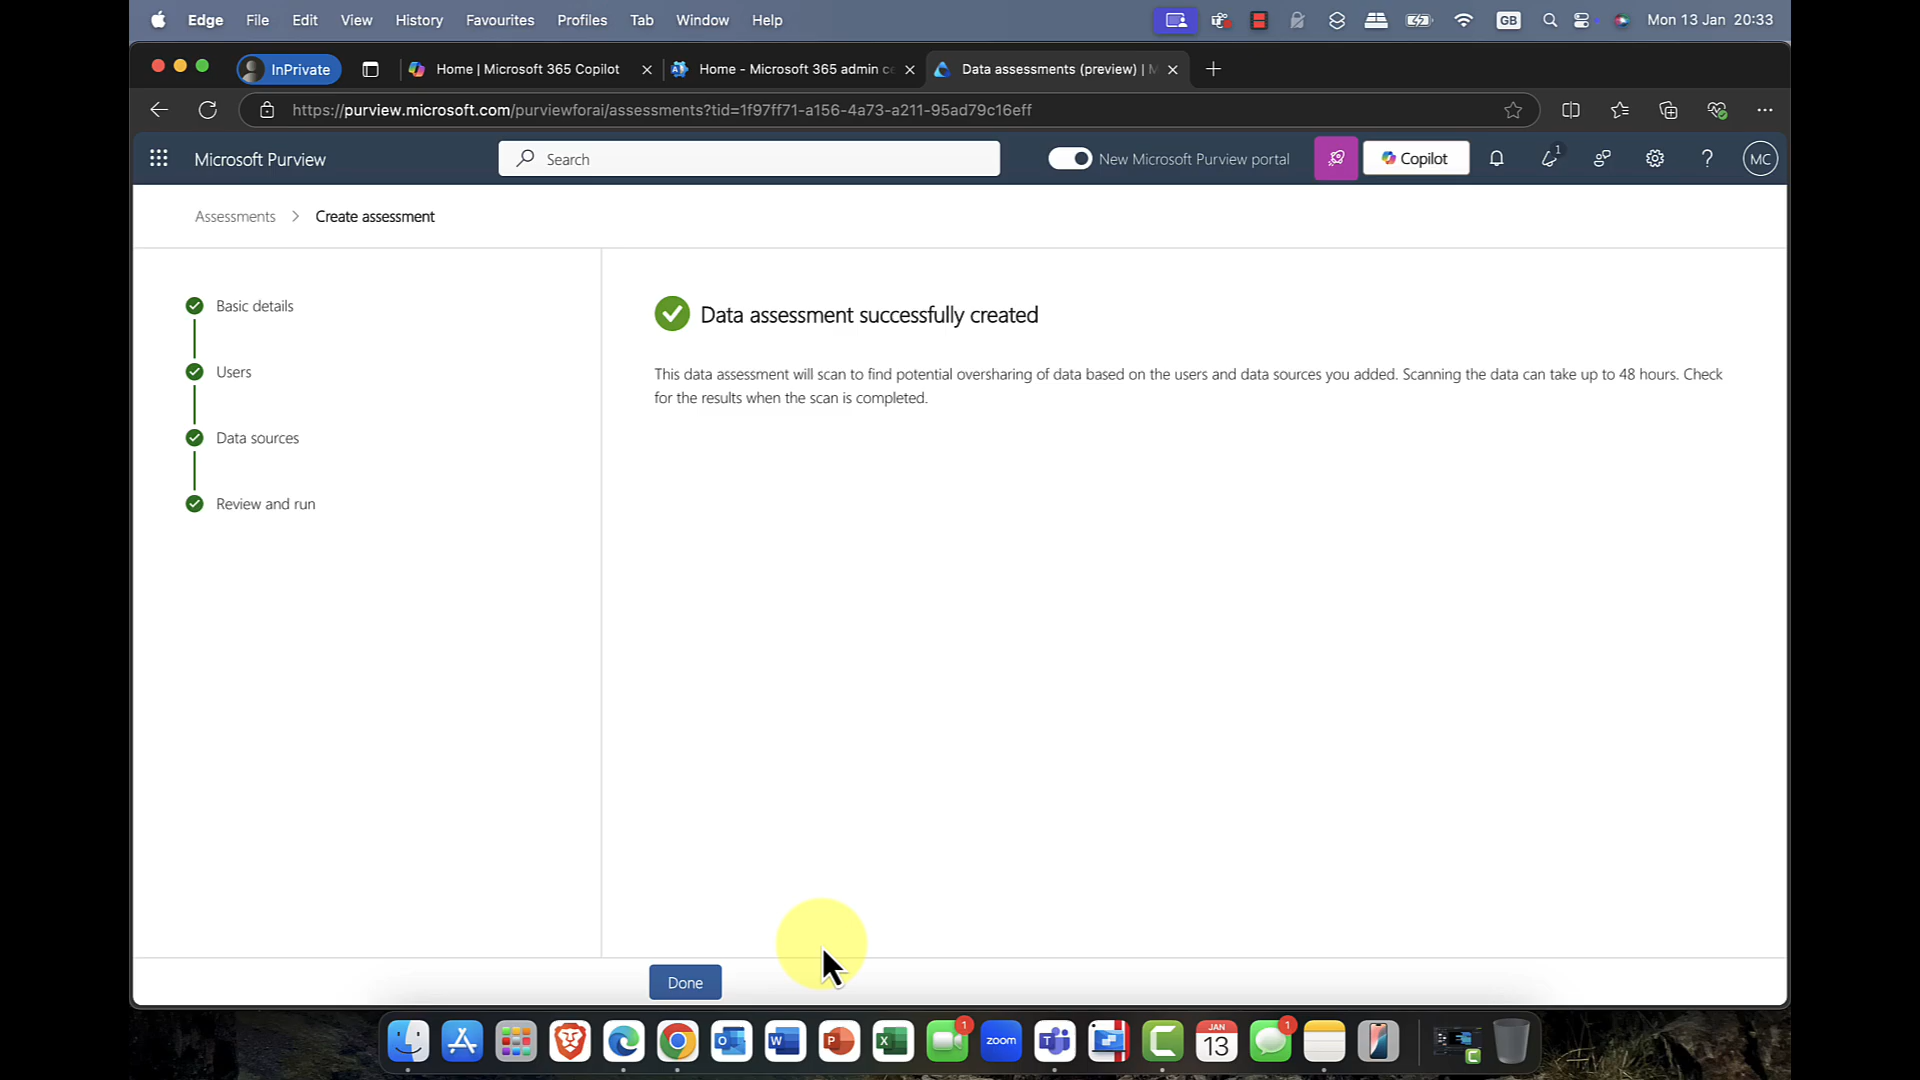 Edge File Edit View History Favourites Profiles Tab Window Help GB Mon 13 Jan 20:33
InPrivate Home | Microsoft 365 Copilot Home - Microsoft 365 admin ce Data assessments (preview) | M
https://purview.microsoft.com/purviewforai/assessments?tid=1f97ff71-a156-4a73-a211-95ad79c16eff
Microsoft Purview Search New Microsoft Purview portal Copilot 1 ? MC
Assessments > Create assessment
Basic details
Users
Data sources
Review and run
Data assessment successfully created
This data assessment will scan to find potential oversharing of data based on the users and data sources you added. Scanning the data can take up to 48 hours. Check
for the results when the scan is completed.
Done
O W P X 1 zoom T C JAN 13 1